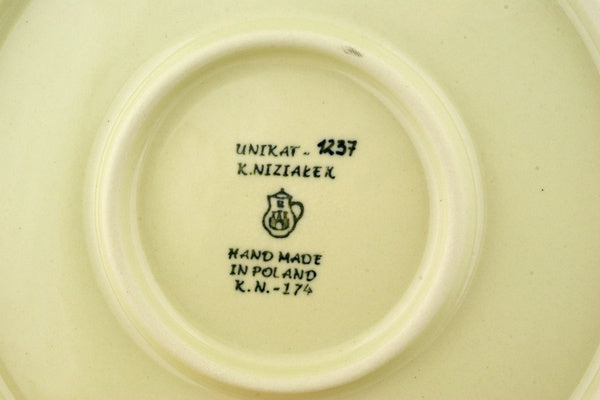 UNIKAT - 1237
K. NIZIAŁEK
HAND MADE
IN POLAND
K.N.-174